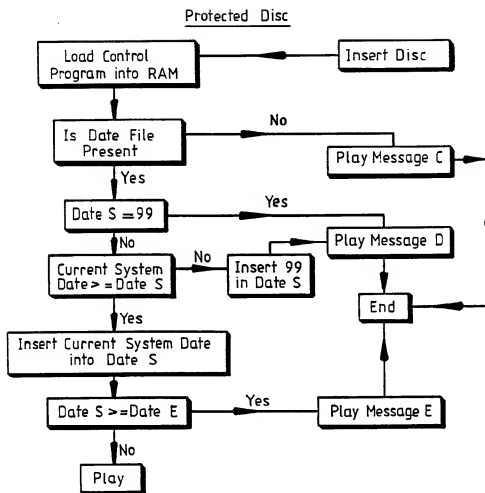 Protected Disc
Load Control
Program into RAM
Insert Disc
Is Date File
Present
No
Play Message C
Yes
Date S = 99
Yes
Play Message D
No
Current System
Date >= Date S
No
Insert 99
in Date S
End
Yes
Insert Current System Date
into Date S
Date S >= Date E
Yes
Play Message E
No
Play